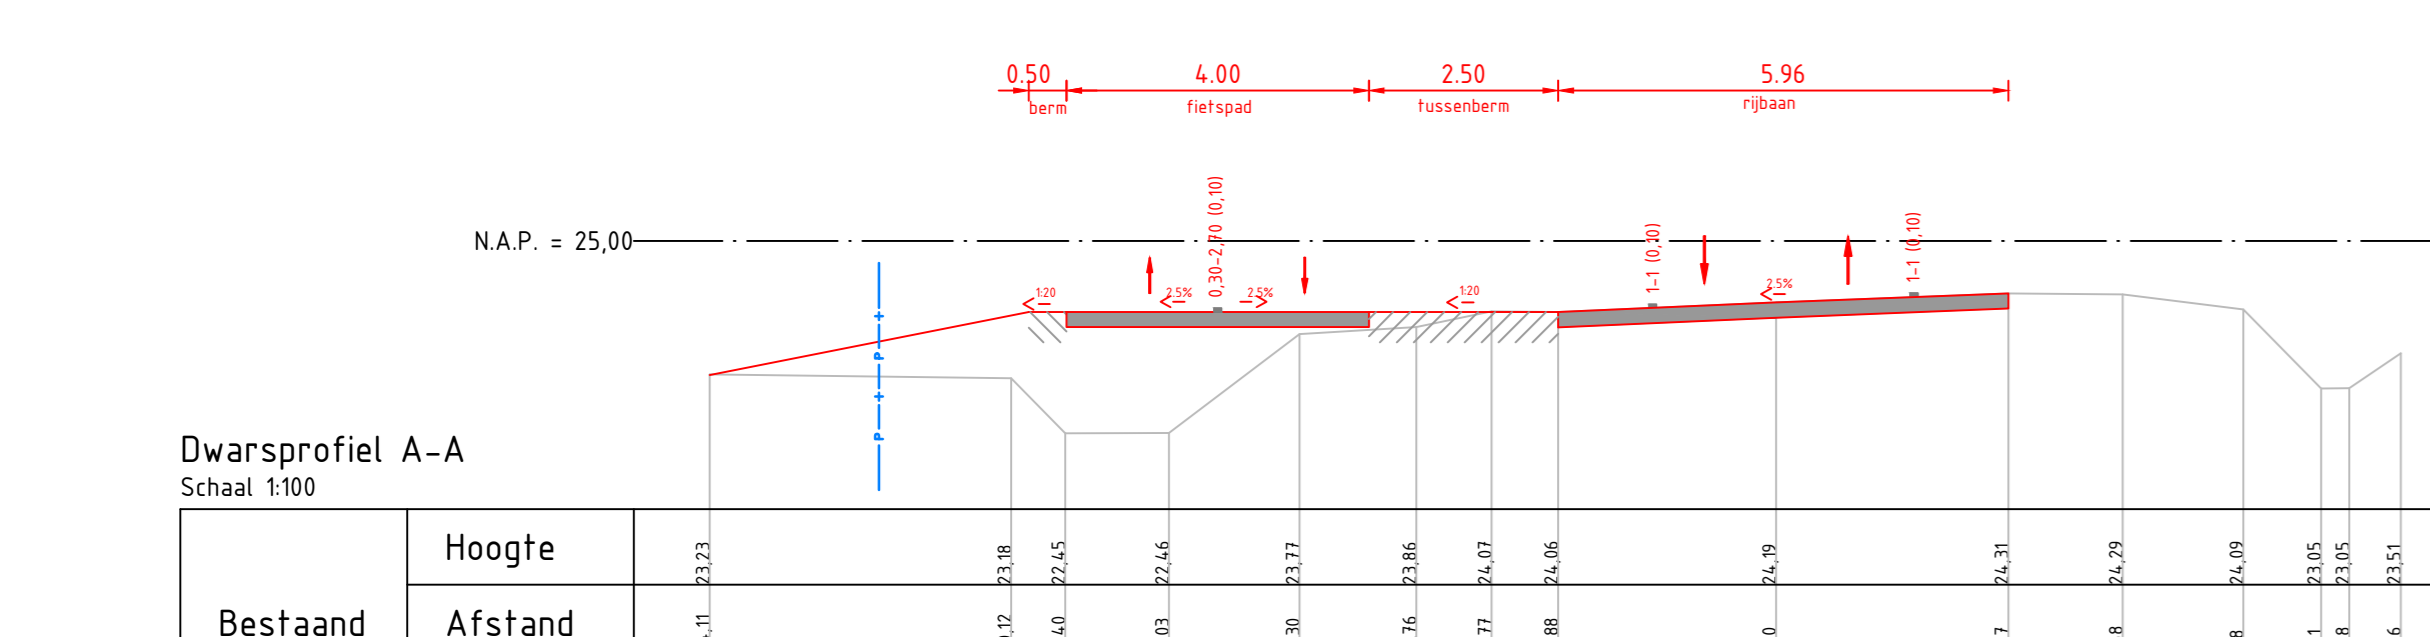 0.50 4.00 2.50 5.96
berm fietspad tussenberm rijbaan
0,30-2,70 (0,10)
1-1 (0,10)
1-1 (0,10)
N.A.P. = 25,00
1:20 2.5% 2.5% 1:20 2.5%
P
P
Dwarsprofiel A-A
Schaal 1:100
Hoogte 23,23 23,18 22,45 22,46 23,77 23,86 24,07 24,06 24,19 24,31 24,29 24,09 23,05 23,05 23,51
Bestaand Afstand